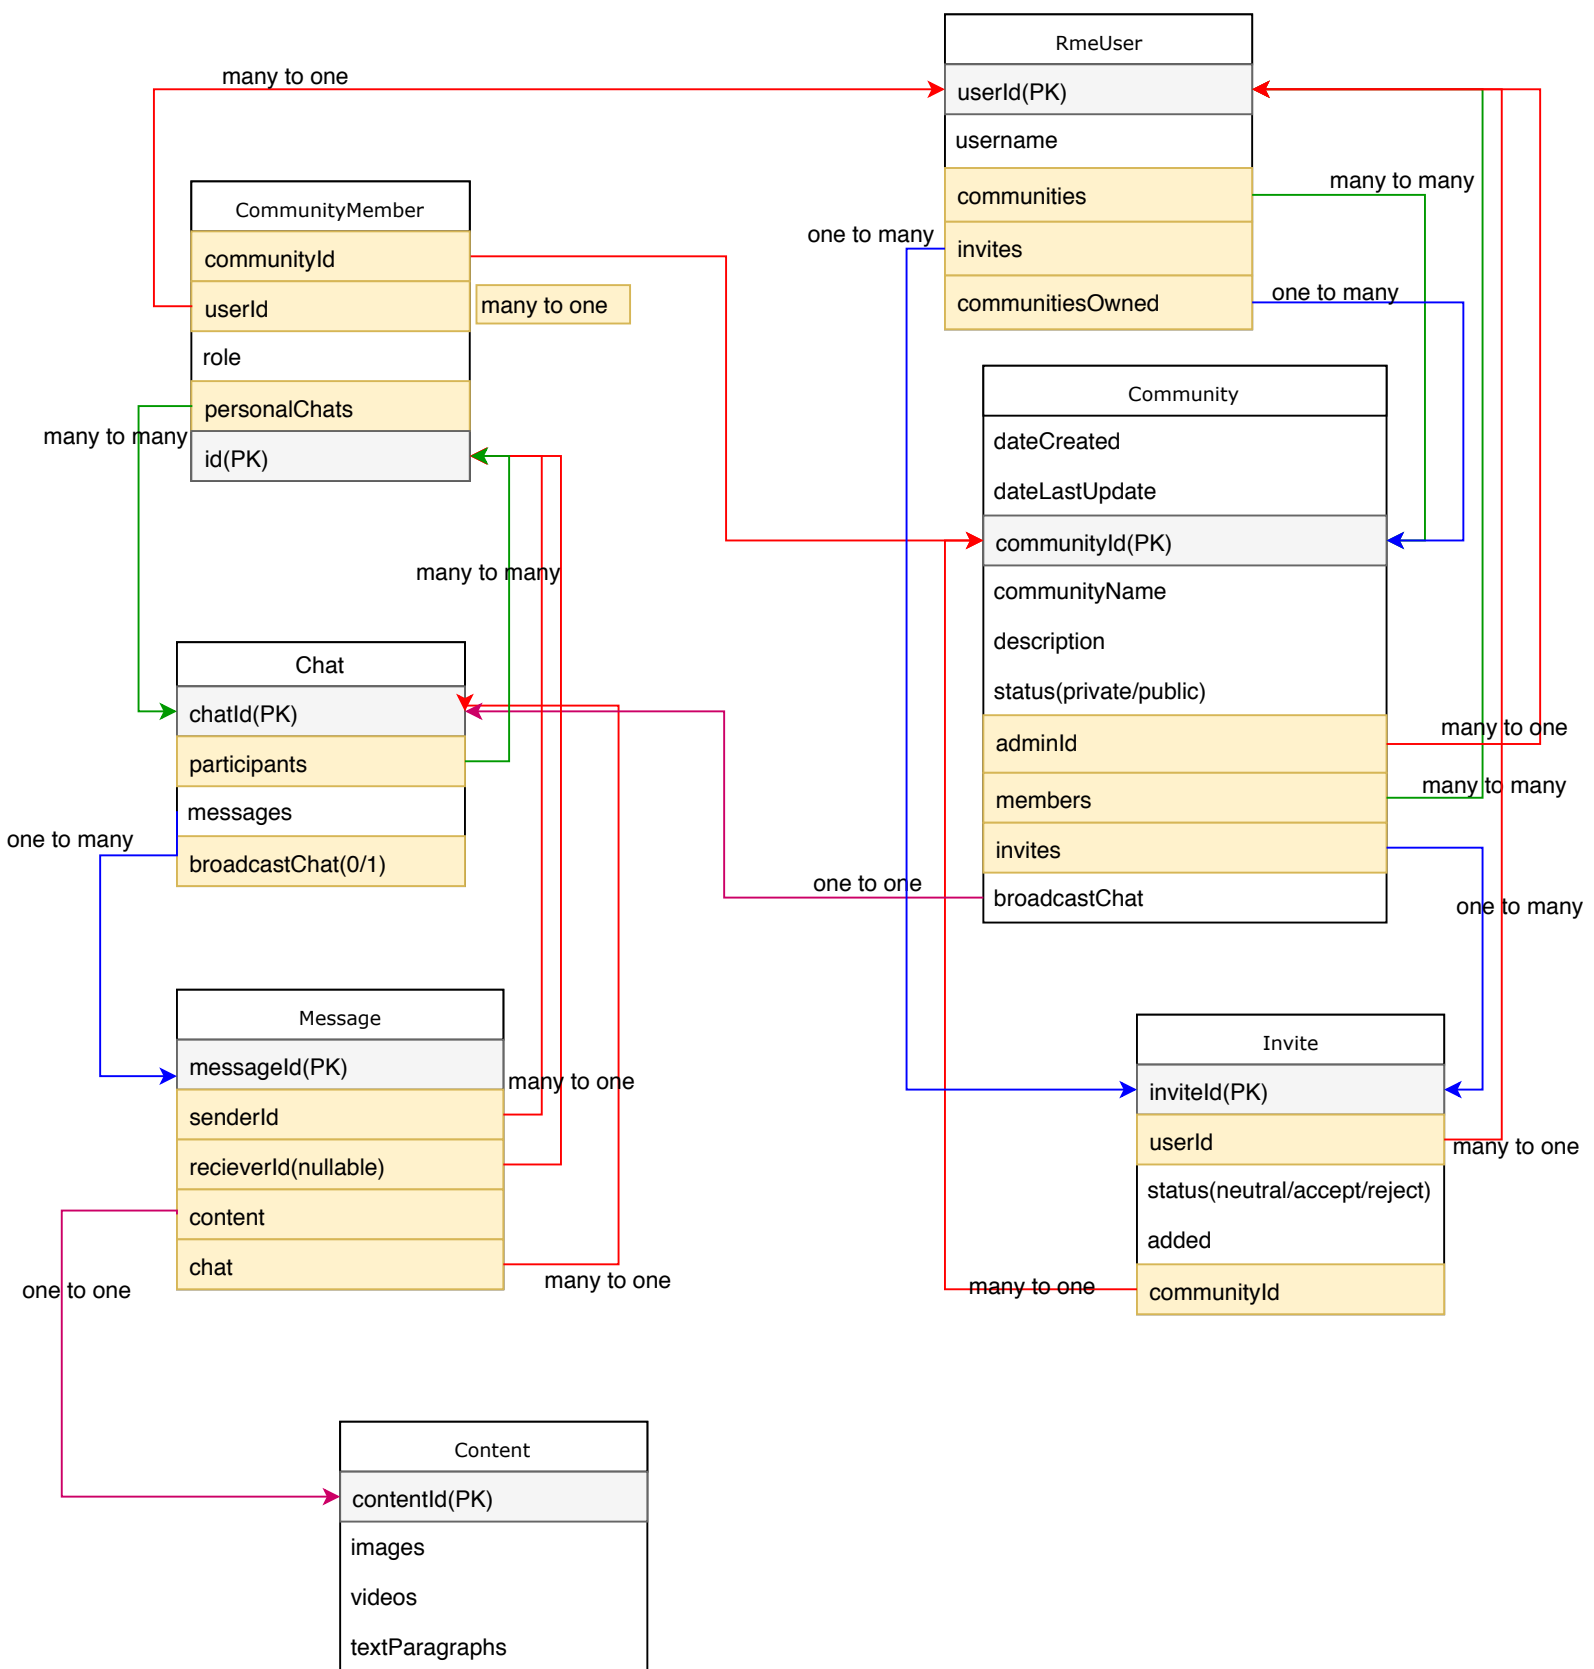 RmeUser
many to one
userId(PK)
username
communities
many to many
one to many
invites
communitiesOwned
one to many
CommunityMember
communityId
userId
many to one
role
personalChats
many to many
id(PK)
many to many
Community
dateCreated
dateLastUpdate
communityId(PK)
communityName
description
status(private/public)
adminId
many to one
members
many to many
invites
broadcastChat
one to one
one to many
Chat
chatId(PK)
participants
messages
one to many
broadcastChat(0/1)
Message
messageId(PK)
many to one
senderId
recieverId(nullable)
content
chat
many to one
one to one
Invite
inviteId(PK)
userId
many to one
status(neutral/accept/reject)
added
many to one
communityId
Content
contentId(PK)
images
videos
textParagraphs